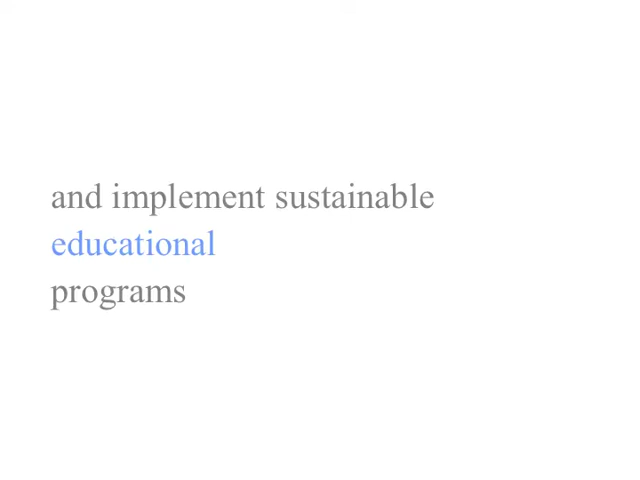 and implement sustainable
educational
programs